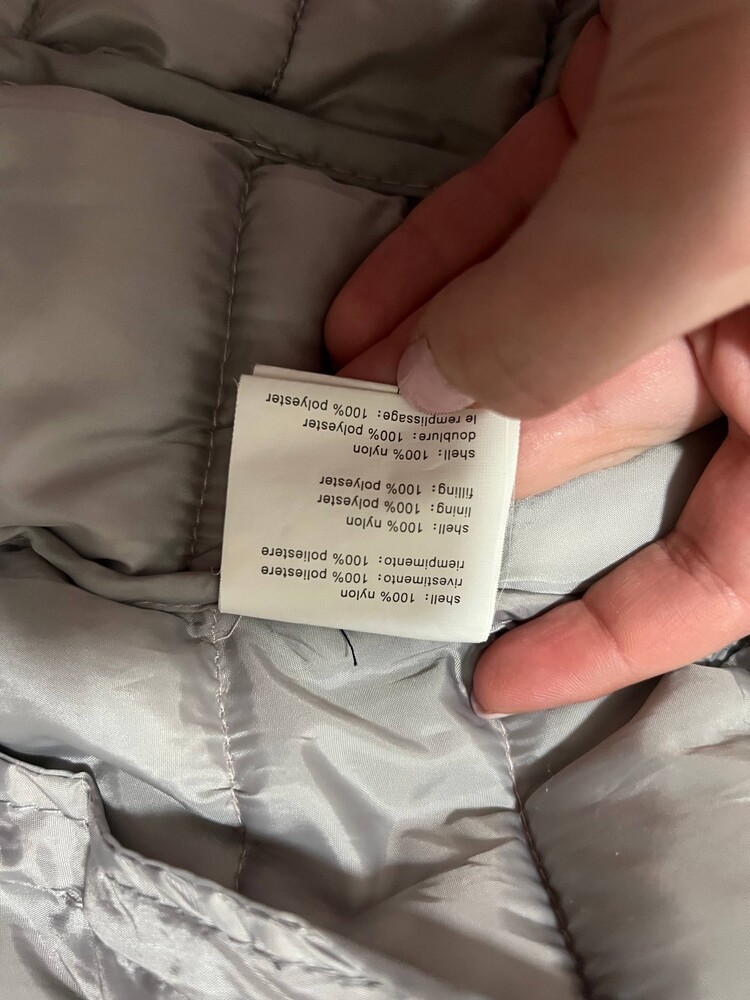 shell: 100% nylon
rivestimento: 100% poliestere
riempimento: 100% poliestere
shell: 100% nylon
lining: 100% polyester
filling: 100% polyester
shell: 100% nylon
doublure: 100% polyester
le remplissage: 100% polyester